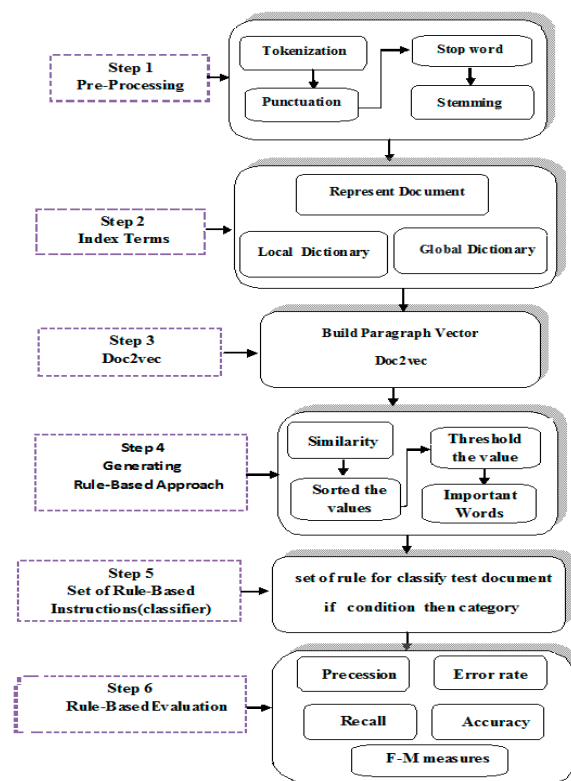 Step 1
Pre-Processing
Tokenization
Stop word
Punctuation
Stemming
Step 2
Index Terms
Represent Document
Local Dictionary
Global Dictionary
Step 3
Doc2vec
Build Paragraph Vector
Doc2vec
Step 4
Generating
Rule-Based Approach
Similarity
Threshold
the value
Sorted the
values
Important
Words
Step 5
Set of Rule-Based
Instructions(classifier)
set of rule for classify test document
if condition then category
Step 6
Rule-Based Evaluation
Precession
Error rate
Recall
Accuracy
F-M measures